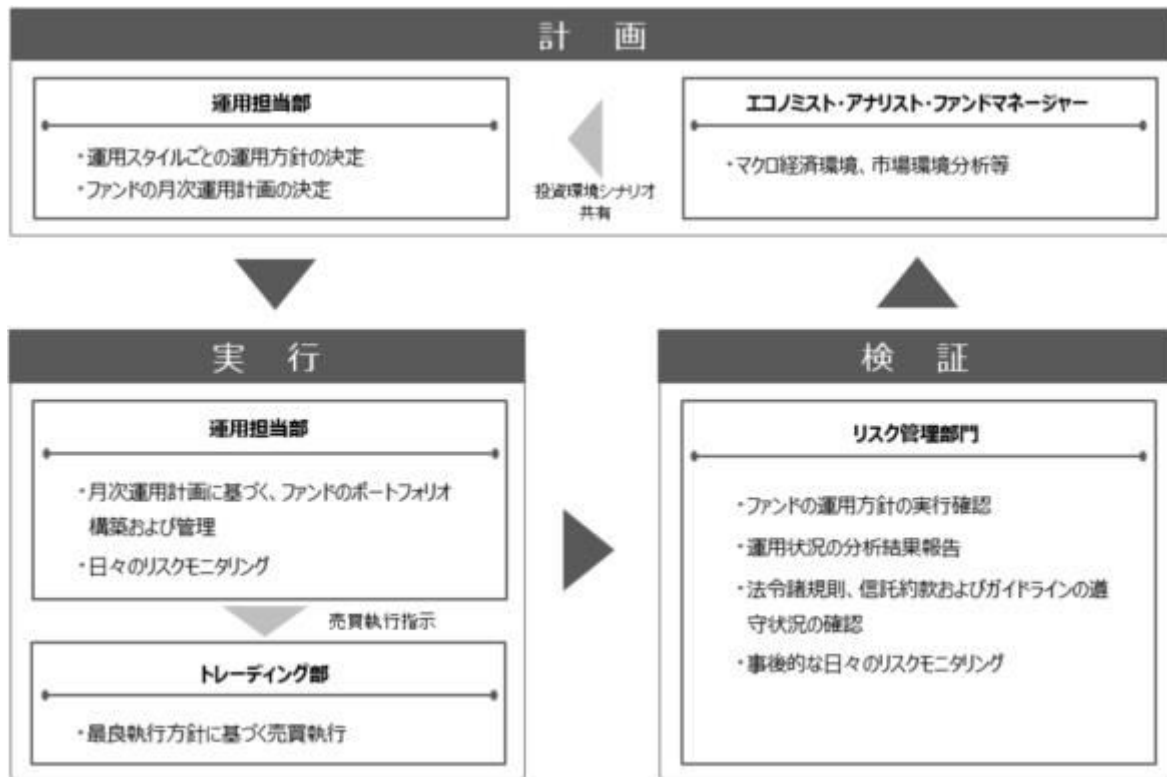 計 画
運用担当部
・運用スタイルごとの運用方針の決定
・ファンドの月次運用計画の決定
投資環境シナリオ
共有
エコノミスト・アナリスト・ファンドマネージャー
・マクロ経済環境、市場環境分析等
実 行
運用担当部
・月次運用計画に基づく、ファンドのポートフォリオ
構築および管理
・日々のリスクモニタリング
売買執行指示
トレーディング部
・最良執行方針に基づく売買執行
検 証
リスク管理部門
・ファンドの運用方針の実行確認
・運用状況の分析結果報告
・法令諸規則、信託約款およびガイドラインの遵
守状況の確認
・事後的な日々のリスクモニタリング